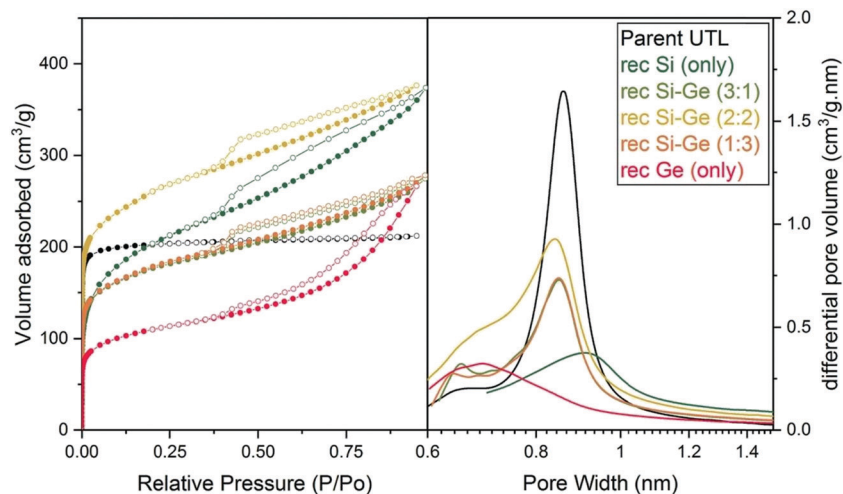 400
300
200
100
0
Volume adsorbed (cm³/g)
0.00
0.25
0.50
0.75
Relative Pressure (P/Po)
0.6
0.8
1
1.2
1.4
Pore Width (nm)
2.0
1.5
1.0
0.5
0.0
differential pore volume (cm³/g.nm)
Parent UTL
rec Si (only)
rec Si-Ge (3:1)
rec Si-Ge (2:2)
rec Si-Ge (1:3)
rec Ge (only)